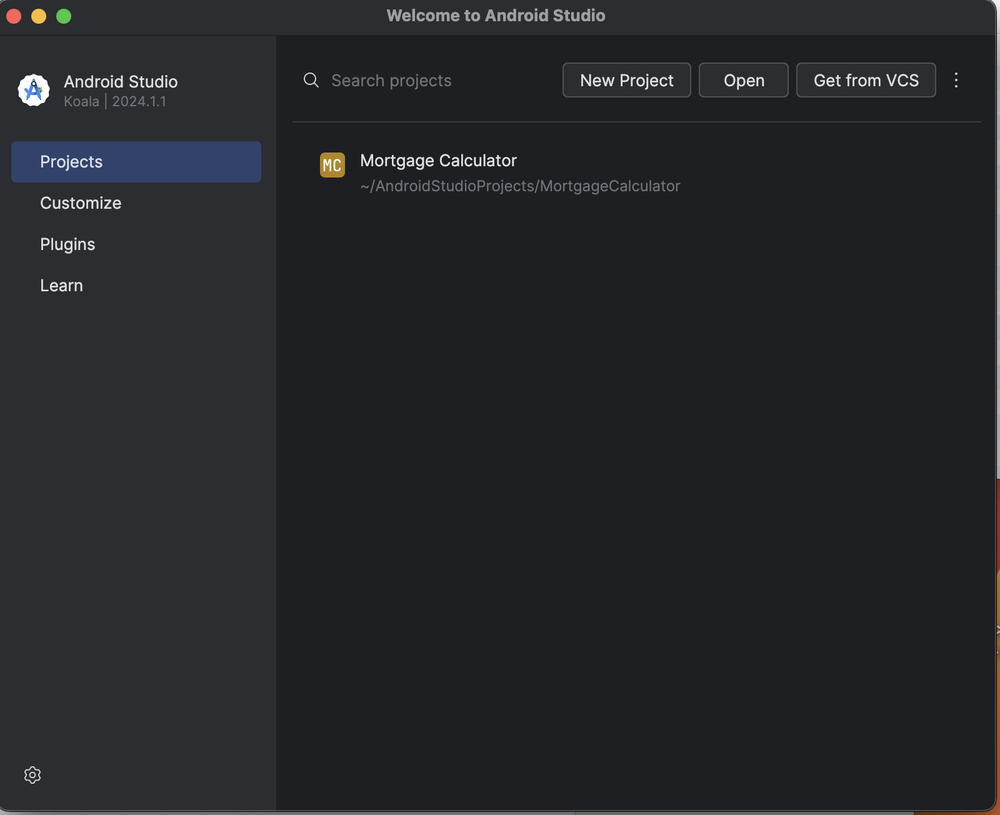 Welcome to Android Studio
Android Studio
Koala | 2024.1.1
Projects
Customize
Plugins
Learn
Search projects
New Project
Open
Get from VCS
MC
Mortgage Calculator
~/AndroidStudioProjects/MortgageCalculator